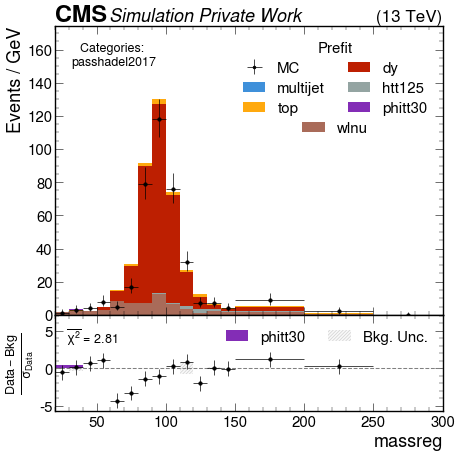 CMS Simulation Private Work (13 TeV)
Events / GeV
160
140
120
100
80
60
40
20
0
Categories:
passhadel2017
Prefit
MC
dy
multijet
htt125
top
phitt30
wlnu
Data – Bkg
σData
5
0
-5
χ² = 2.81
phitt30
Bkg. Unc.
50 100 150 200 250 300
massreg